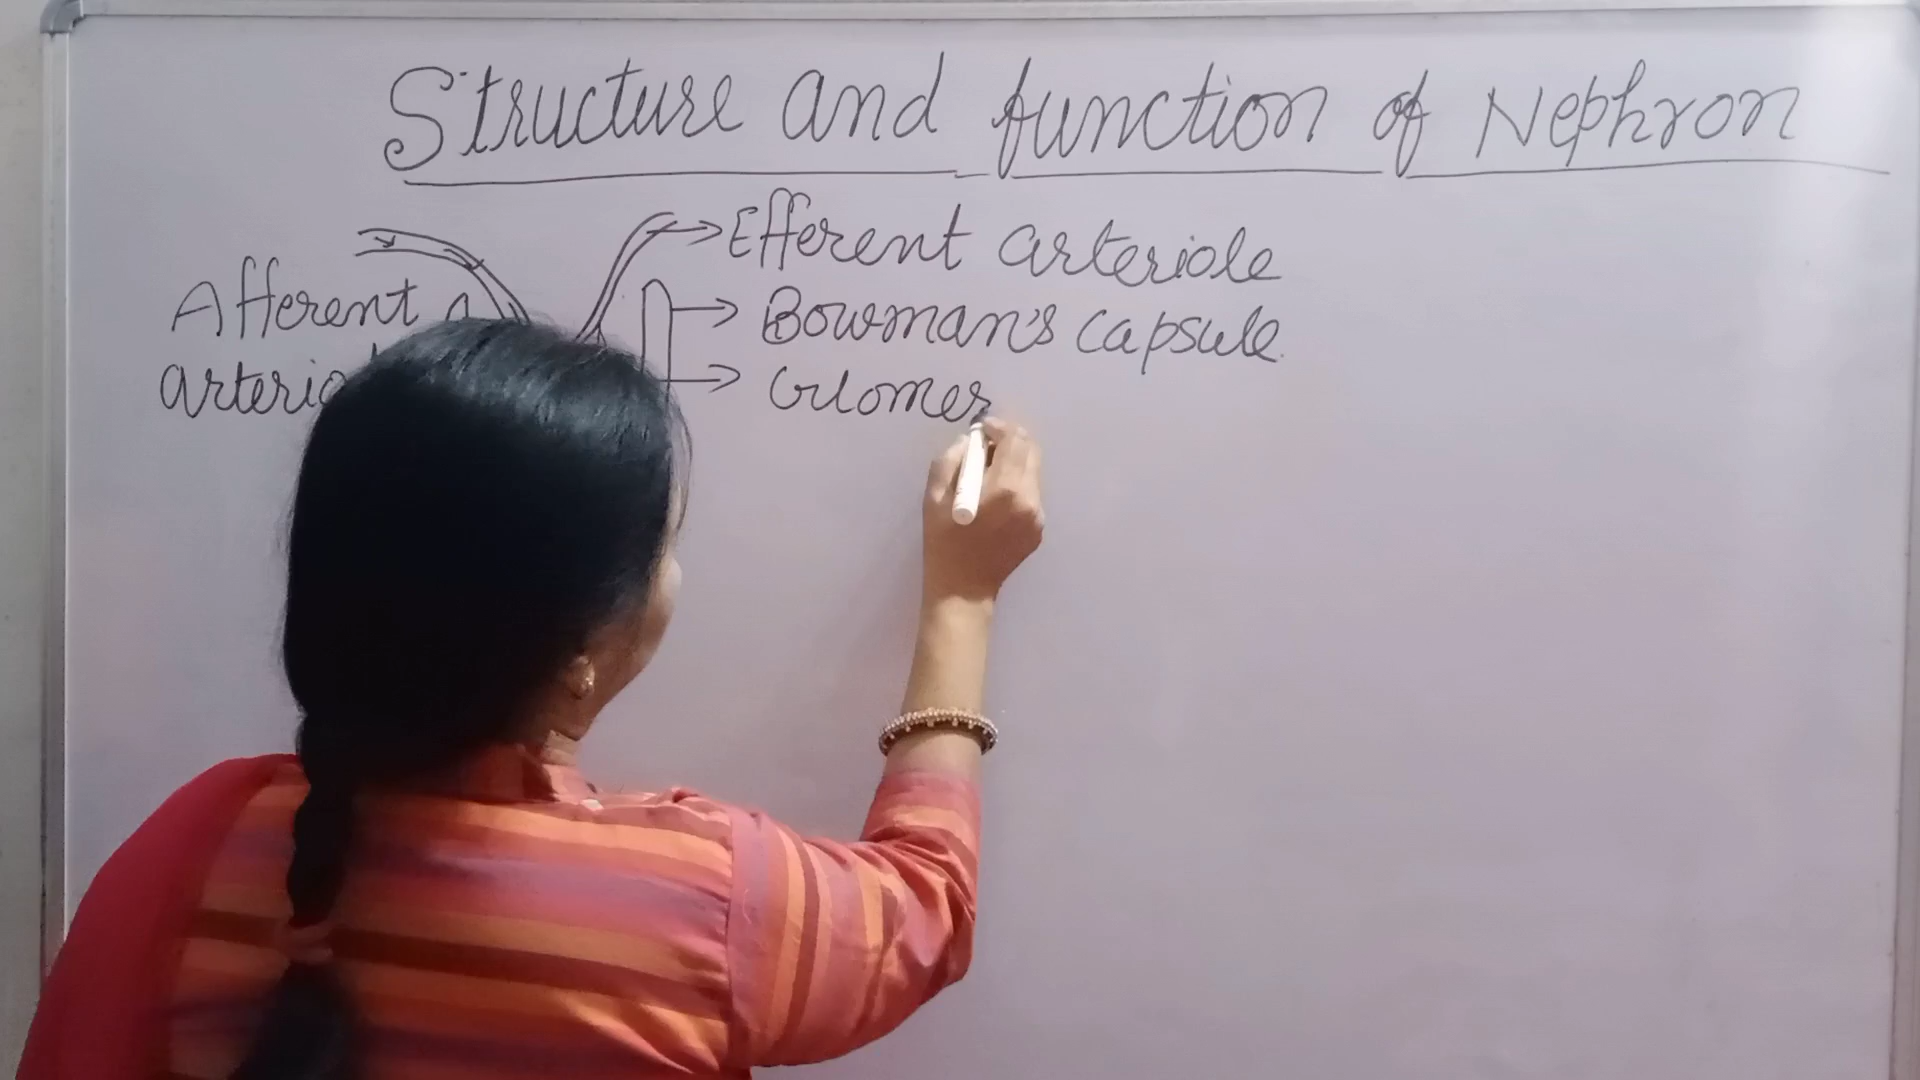 Structure and function of Nephron
Efferent arteriole
Afferent
Bowman's capsule
Glomer